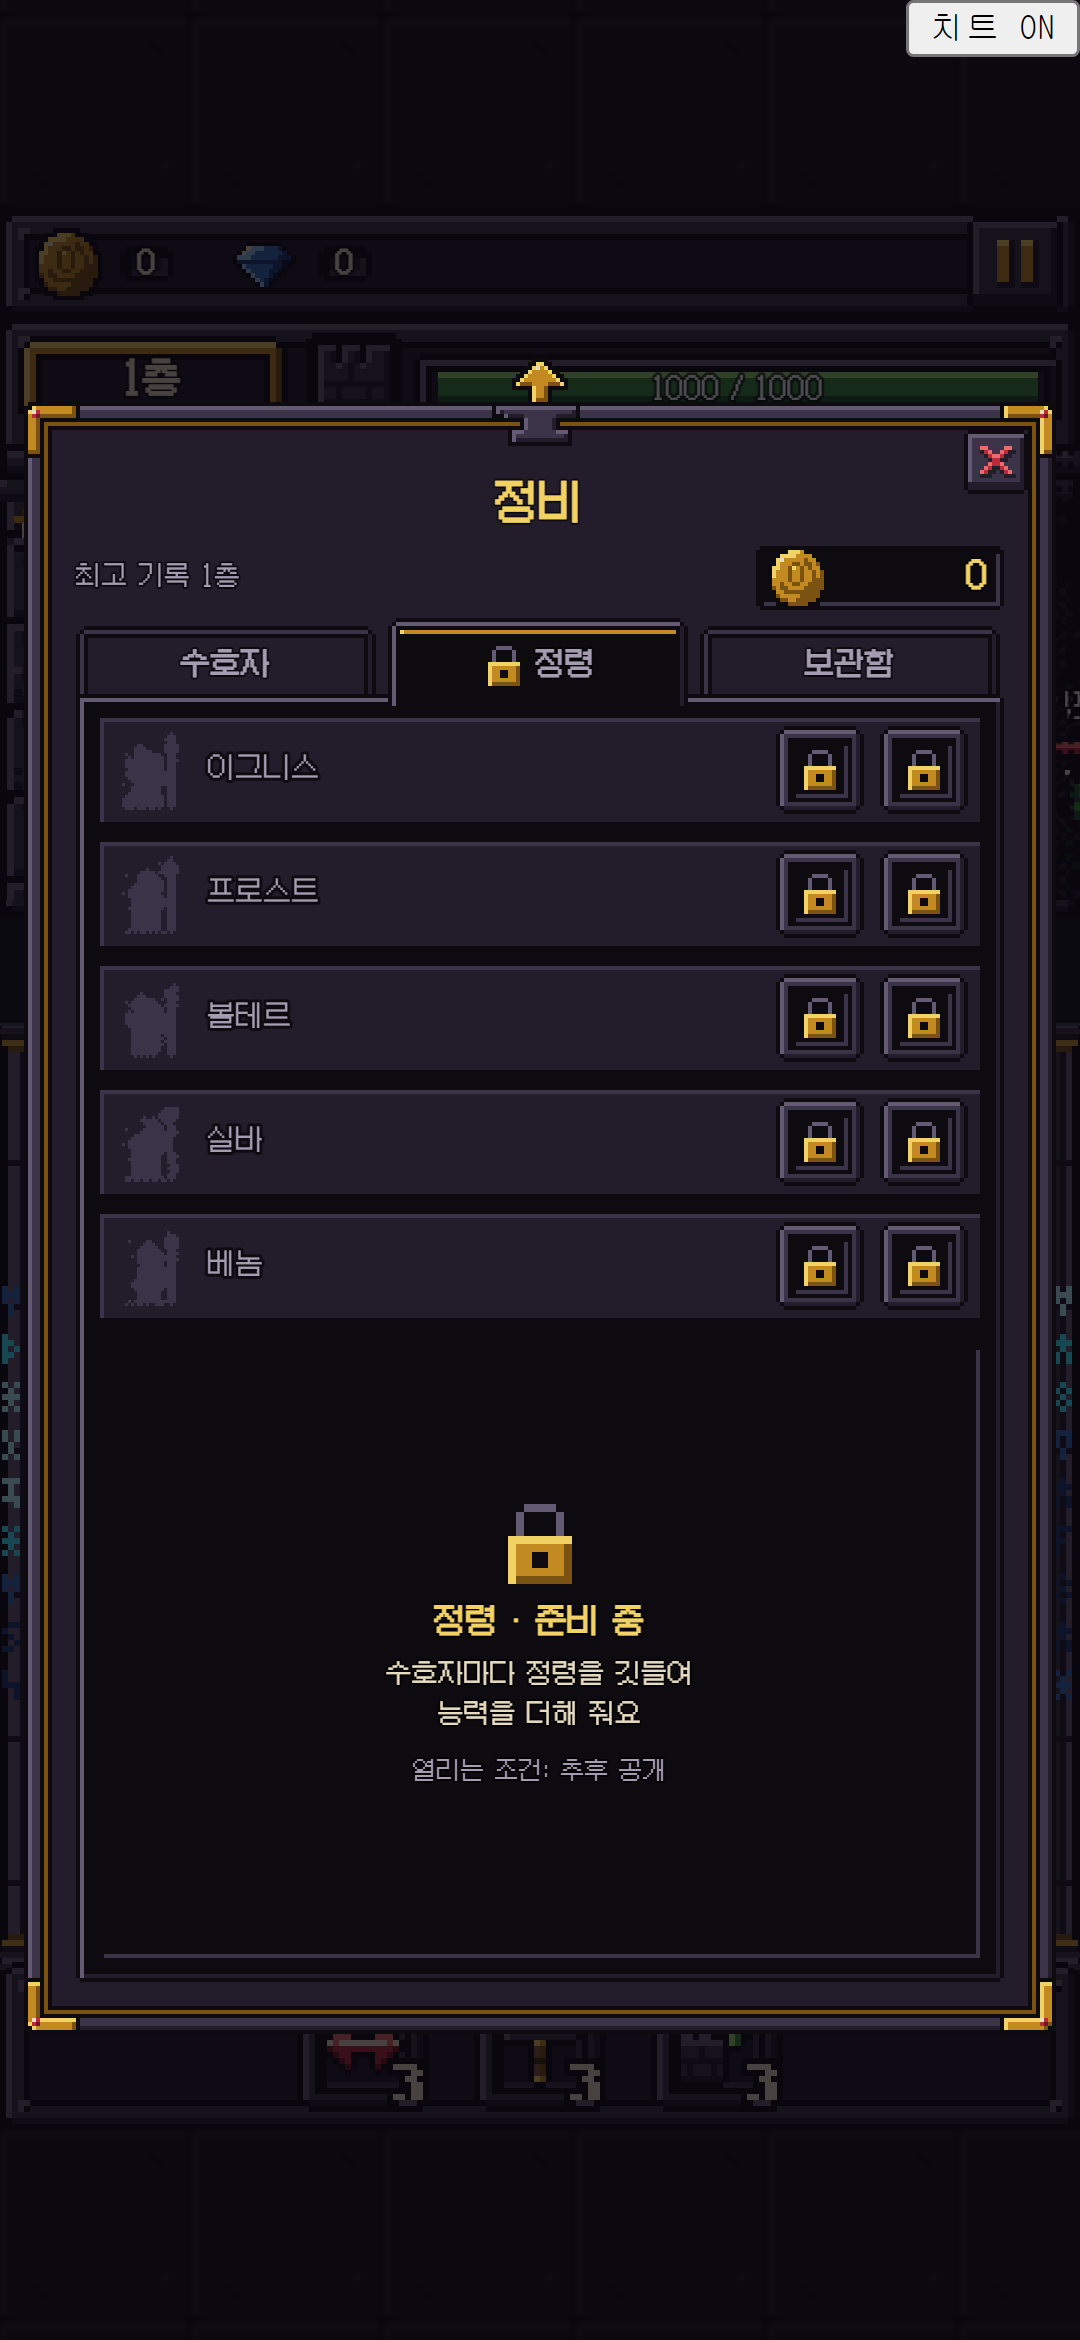 치트 ON
0 0
1층
1000 / 1000
정비
최고 기록 1층
0
수호자 정령 보관함
이그니스
프로스트
볼테르
실바
베놈
정령 · 준비 중
수호자마다 정령을 깃들여
능력을 더해 줘요
열리는 조건: 추후 공개
3 3 3